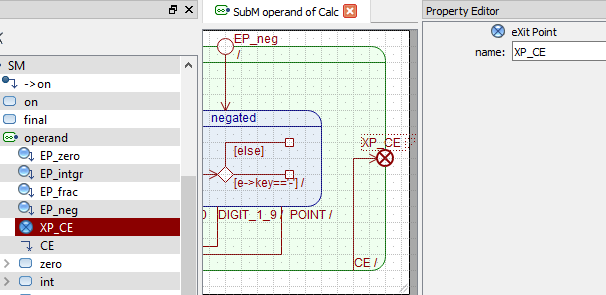 SM
->on
on
final
operand
EP_zero
EP_intgr
EP_frac
EP_neg
XP_CE
CE
zero
int
SubM operand of Calc
EP_neg
/
negated
[else]
[e->key==-] /
DIGIT_1_9 / POINT /
XP_CE
CE /
Property Editor
eXit Point
name: XP_CE